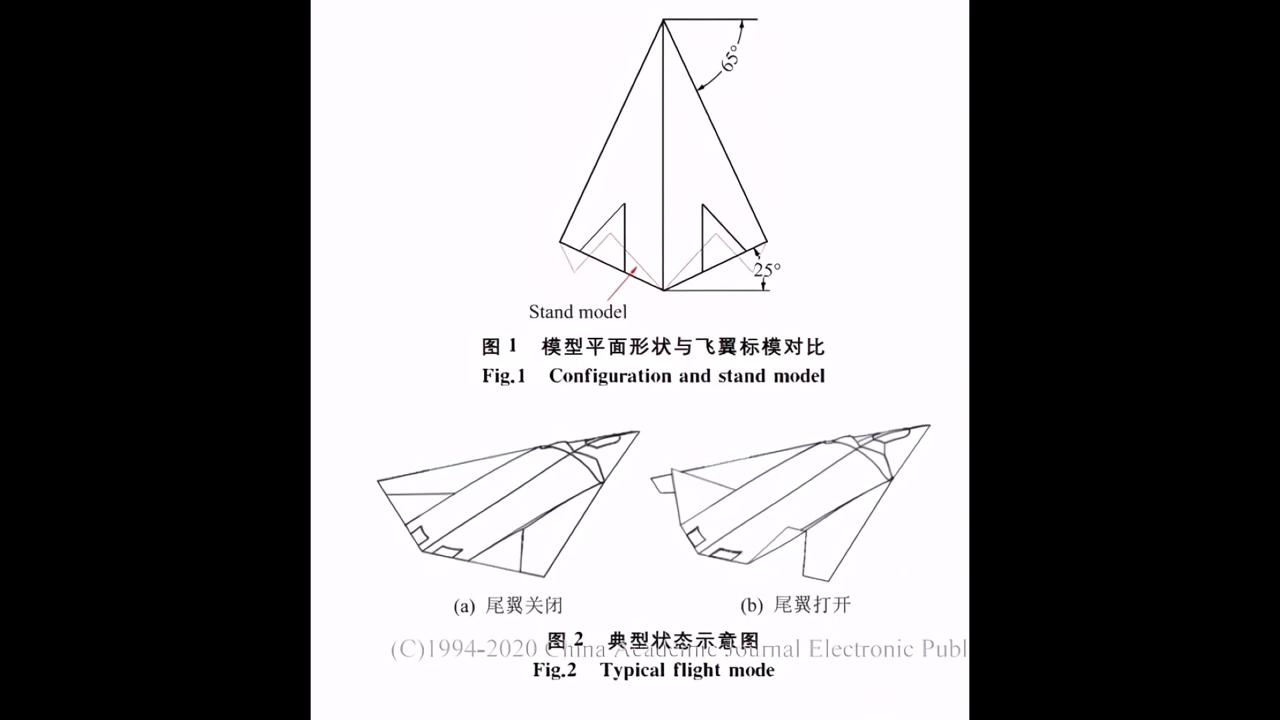 65°
25°
Stand model
图 1 模型平面形状与飞翼标模对比
Fig.1 Configuration and stand model
(a) 尾翼关闭
(b) 尾翼打开
图 2 典型状态示意图
(C)1994-2020 China Academic Journal Electronic Publ
Fig.2 Typical flight mode